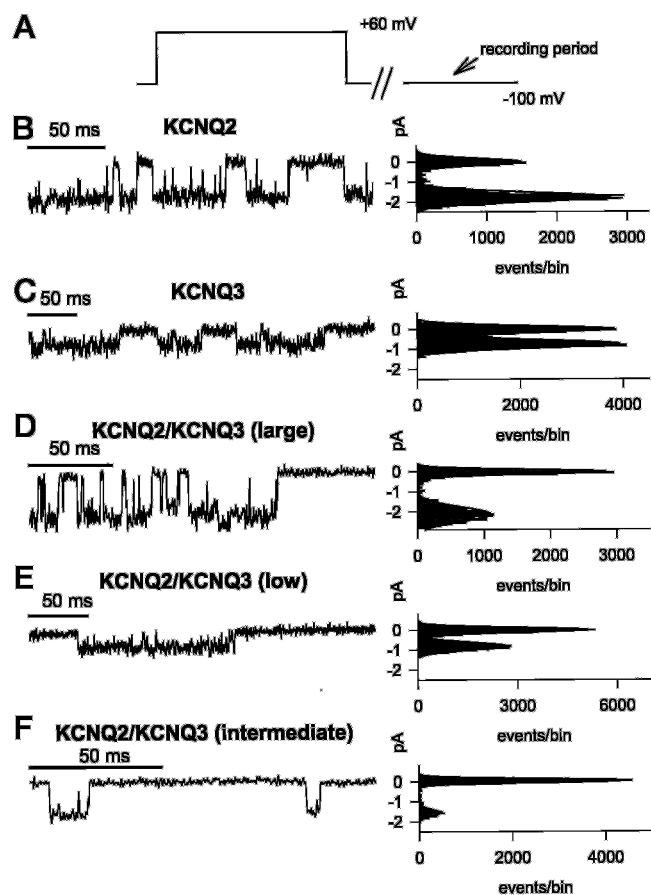 A
+60 mV
recording period
-100 mV
B
50 ms
KCNQ2
pA
0
-1
-2
0 1000 2000 3000
events/bin
C
50 ms
KCNQ3
pA
0
-1
-2
0 2000 4000
events/bin
D
KCNQ2/KCNQ3 (large)
50 ms
pA
0
-1
-2
0 1000 2000 3000
events/bin
E
KCNQ2/KCNQ3 (low)
50 ms
pA
0
-1
-2
0 3000 6000
events/bin
F
KCNQ2/KCNQ3 (intermediate)
50 ms
pA
0
-1
-2
0 2000 4000
events/bin